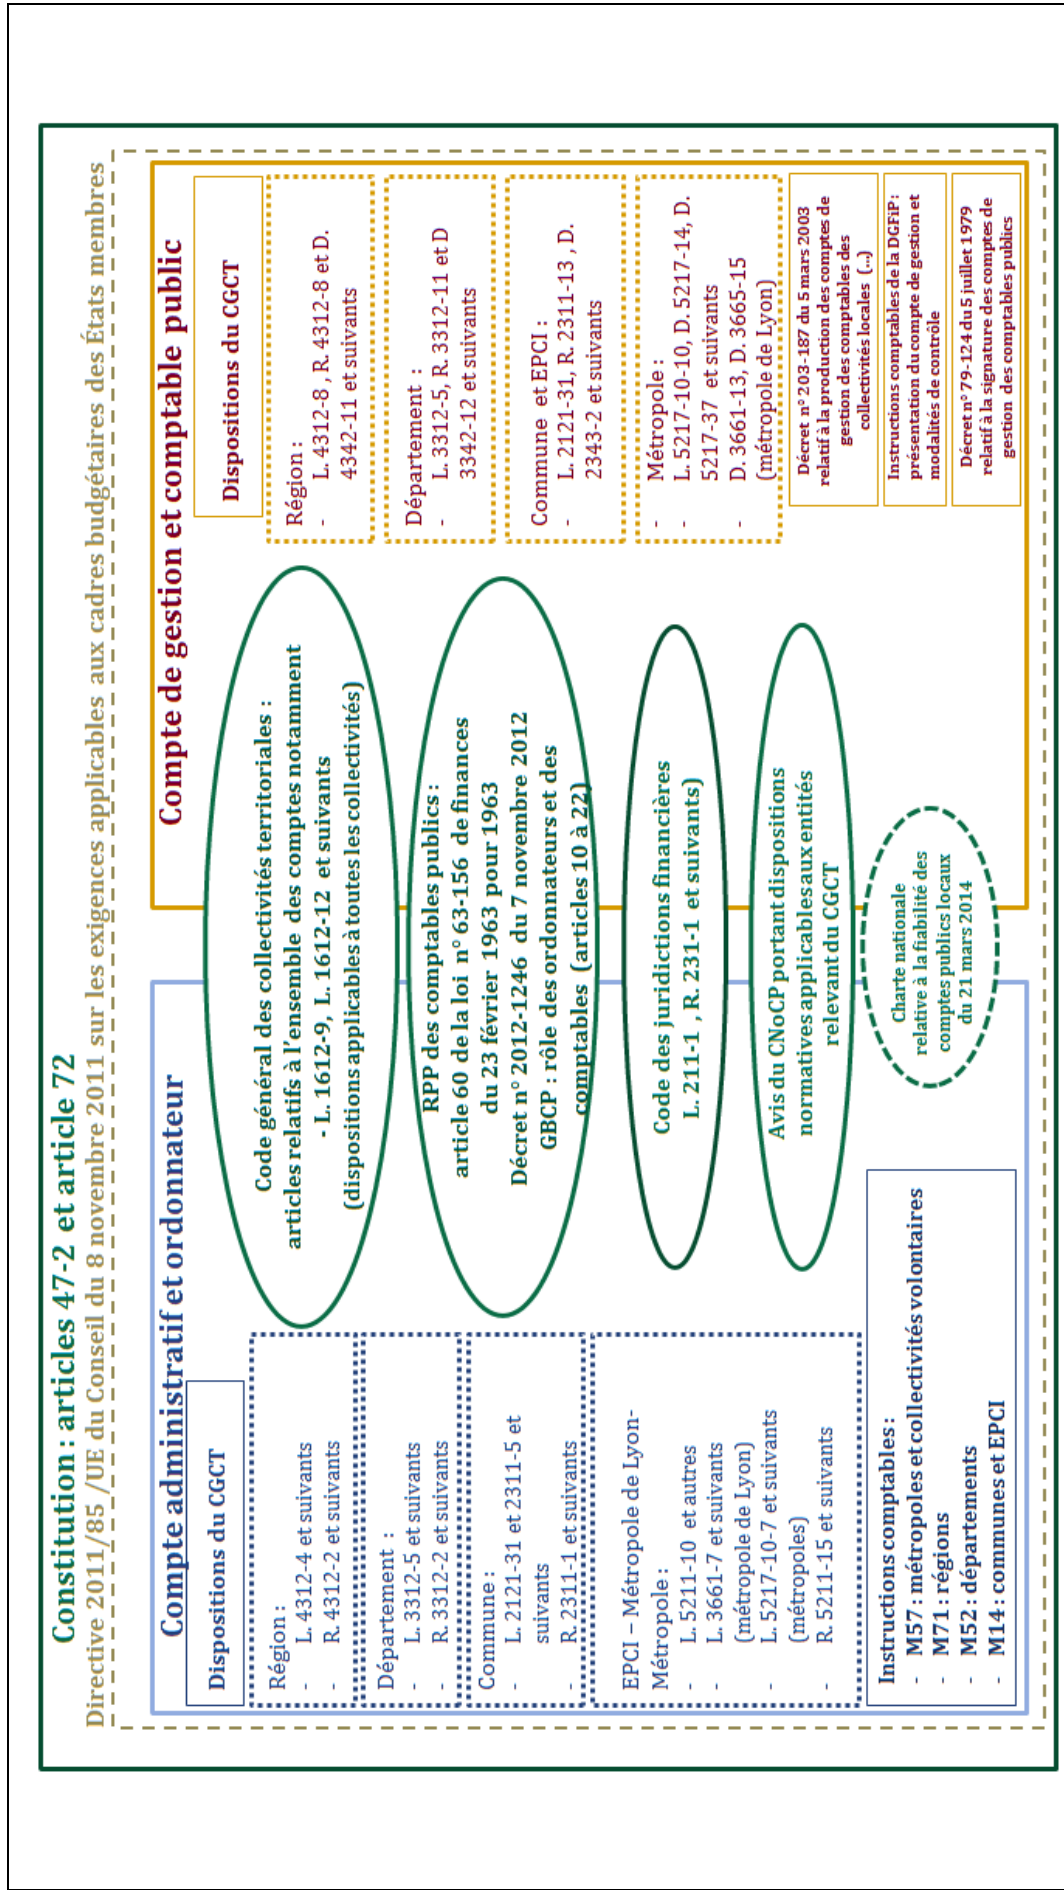 Constitution : articles 47-2 et article 72
Directive 2011/85 /UE du Conseil du 8 novembre 2011 sur les exigences applicables aux cadres budgétaires des États membres
Compte administratif et ordonnateur
Dispositions du CGCT
Région :
- L. 4312-4 et suivants
- R. 4312-2 et suivants
Département :
- L. 3312-5 et suivants
- R. 3312-2 et suivants
Commune :
- L. 2121-31 et 2311-5 et
suivants
- R. 2311-1 et suivants
EPCI – Métropole de Lyon-
Métropole :
- L. 5211-10 et autres
- L. 3661-7 et suivants
(métropole de Lyon)
- L. 5217-10-7 et suivants
(métropoles)
- R. 5211-15 et suivants
Instructions comptables :
- M57 : métropoles et collectivités volontaires
- M71 : régions
- M52 : départements
- M14 : communes et EPCI
Code général des collectivités territoriales :
articles relatifs à l'ensemble des comptes notamment
- L. 1612-9, L. 1612-12 et suivants
(dispositions applicables à toutes les collectivités)
RPP des comptables publics :
article 60 de la loi n° 63-156 de finances
du 23 février 1963 pour 1963
Décret n° 2012-1246 du 7 novembre 2012
GBCP : rôle des ordonnateurs et des
comptables (articles 10 à 22)
Code des juridictions financières
L. 211-1 , R. 231-1 et suivants)
Avis du CNoCP portant dispositions
normatives applicables aux entités
relevant du CGCT
Charte nationale
relative à la fiabilité des
comptes publics locaux
du 21 mars 2014
Compte de gestion et comptable public
Dispositions du CGCT
Région :
- L. 4312-8 , R. 4312-8 et D.
4342-11 et suivants
Département :
- L. 3312-5, R. 3312-11 et D
3342-12 et suivants
Commune et EPCI :
- L. 2121-31, R. 2311-13 , D.
2343-2 et suivants
- Métropole :
- L. 5217-10-10, D. 5217-14, D.
5217-37 et suivants
- D. 3661-13, D. 3665-15
(métropole de Lyon)
Décret n° 203-187 du 5 mars 2003
relatif à la production des comptes de
gestion des comptables des
collectivités locales (...)
Instructions comptables de la DGFiP :
présentation du compte de gestion et
modalités de contrôle
Décret n° 79-124 du 5 juillet 1979
relatif à la signature des comptes de
gestion des comptables publics